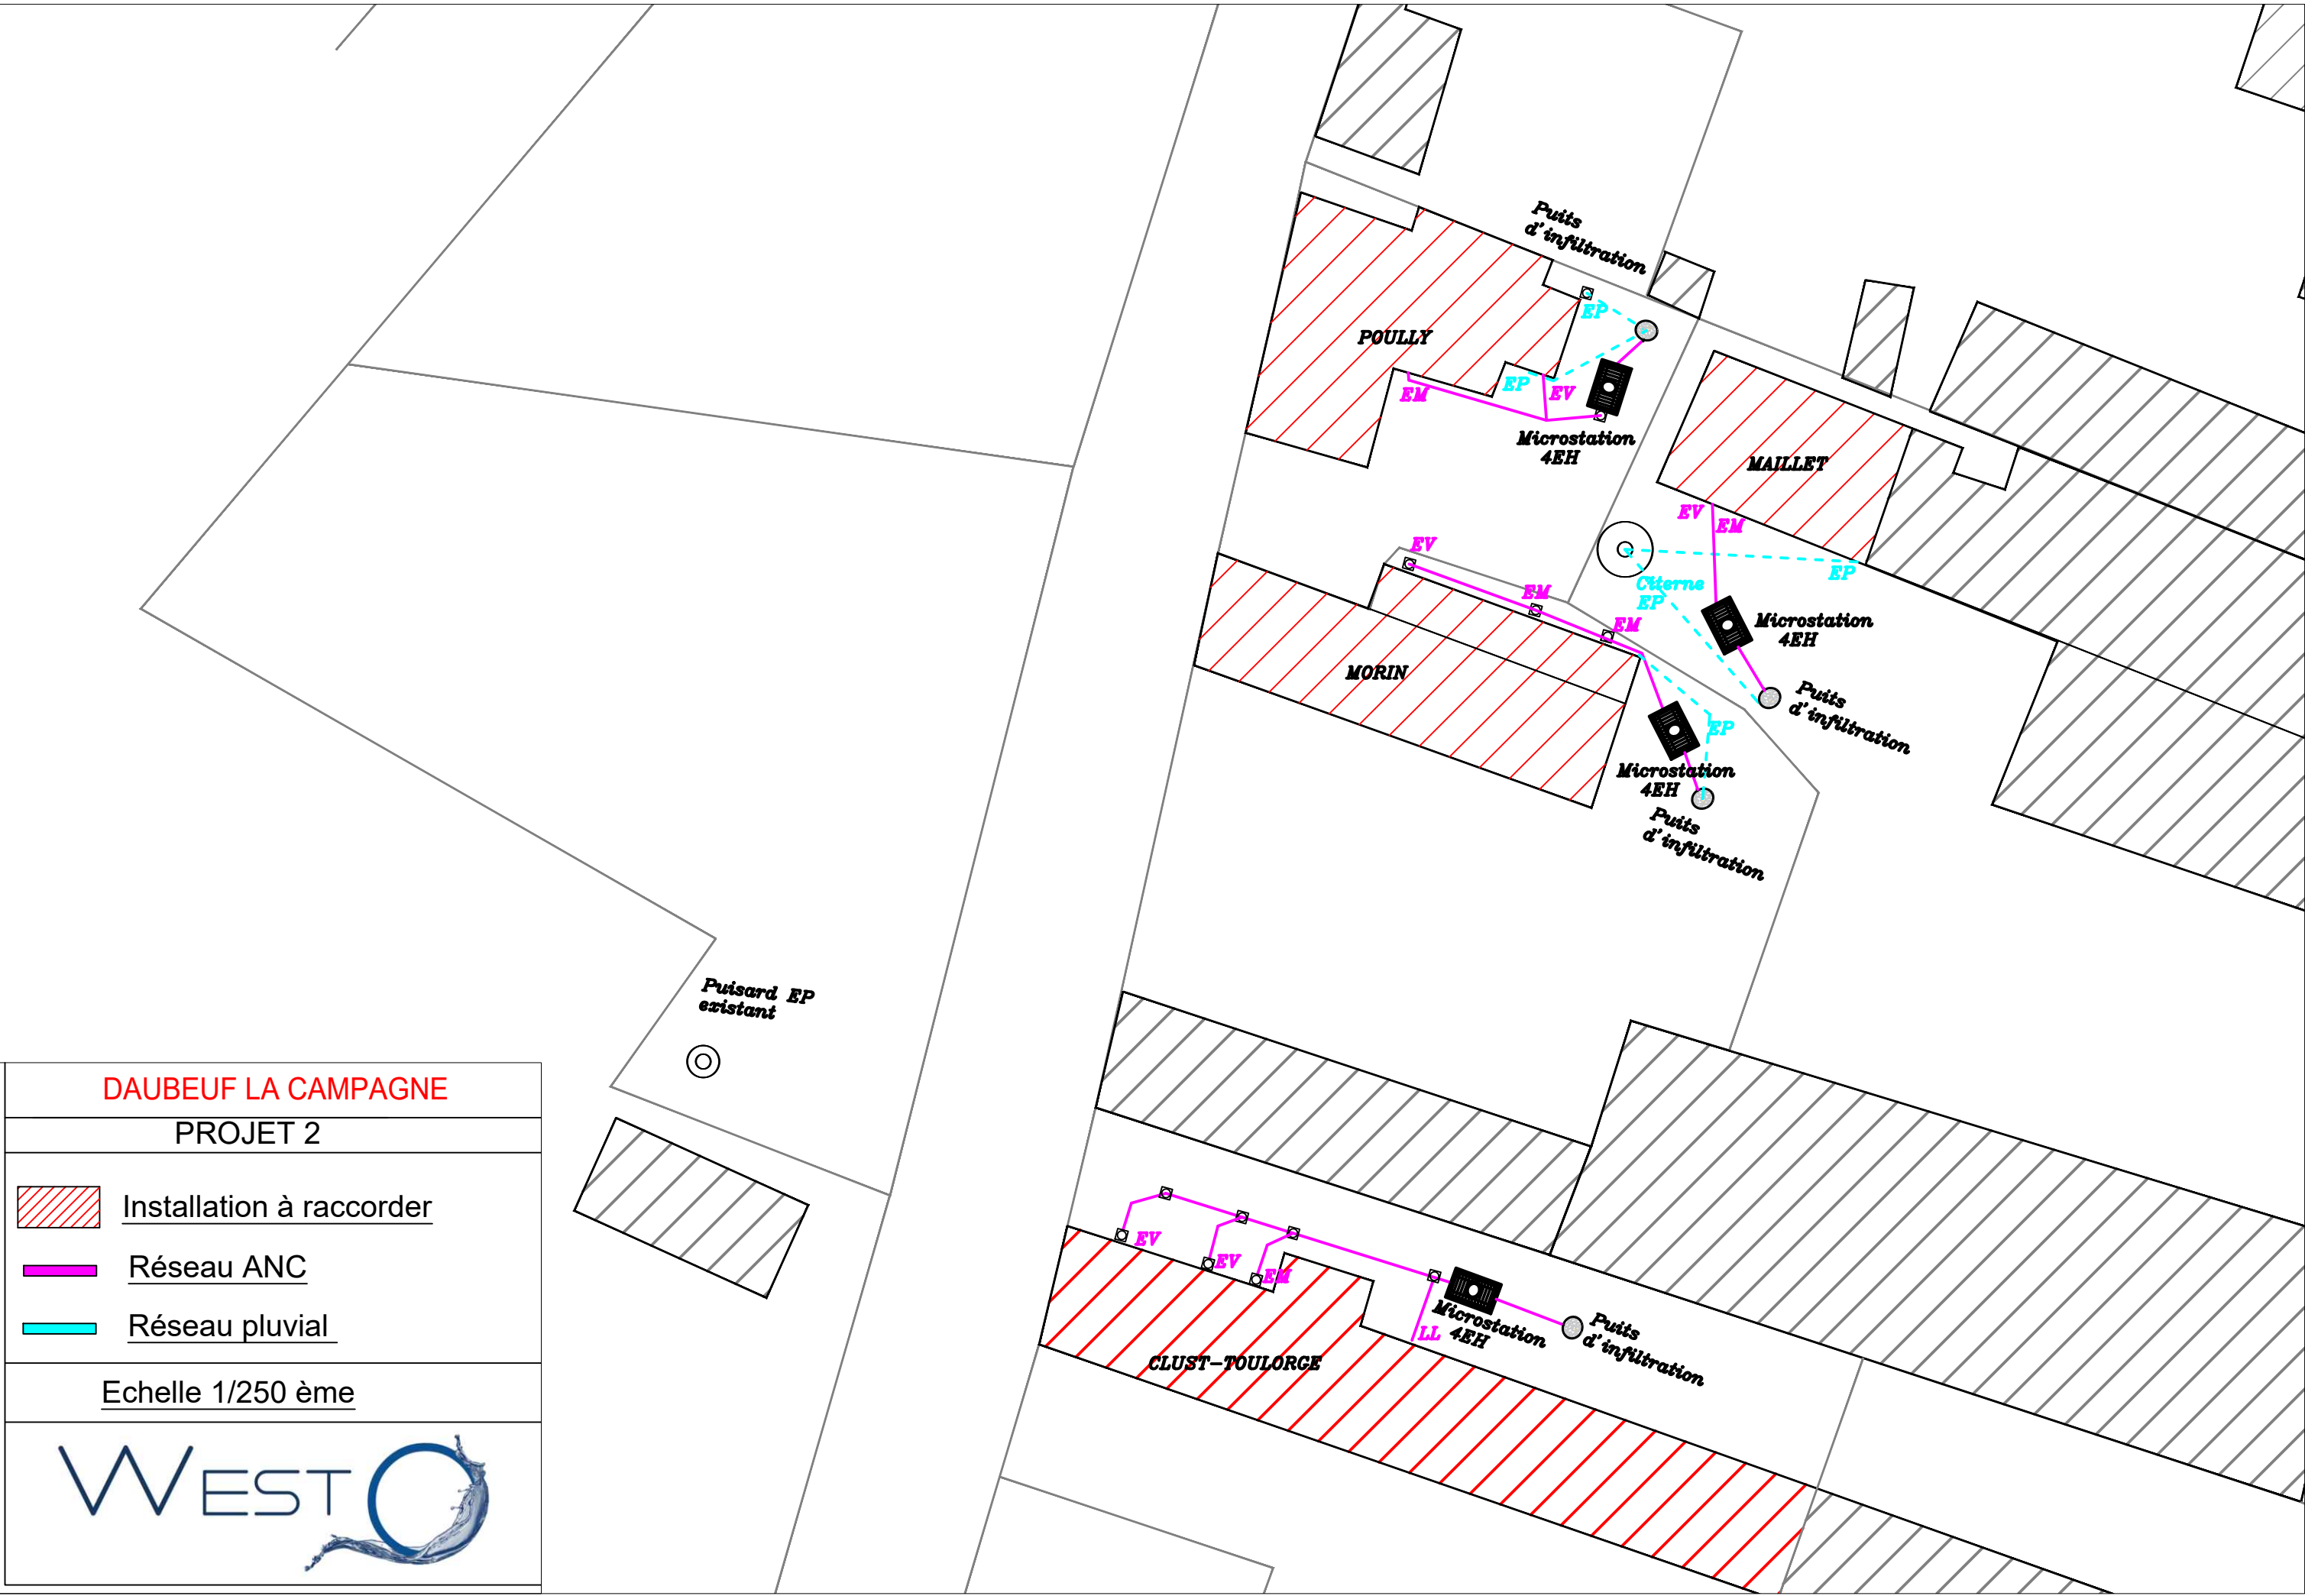 Puits
d'infiltration
EP
POULLY
EP
EV
EM
Microstation
4EH
MAILLET
EV
EM
EV
EP
Citerne
EP
EM
EM
Microstation
4EH
MORIN
Puits
d'infiltration
EP
Microstation
4EH
Puits
d'infiltration
Puisard EP
existant
EV
EV
EM
Microstation
4EH
LL
Puits
d'infiltration
CLUST-TOULORGE
DAUBEUF LA CAMPAGNE
PROJET 2
Installation à raccorder
Réseau ANC
Réseau pluvial
Echelle 1/250 ème
WESTO